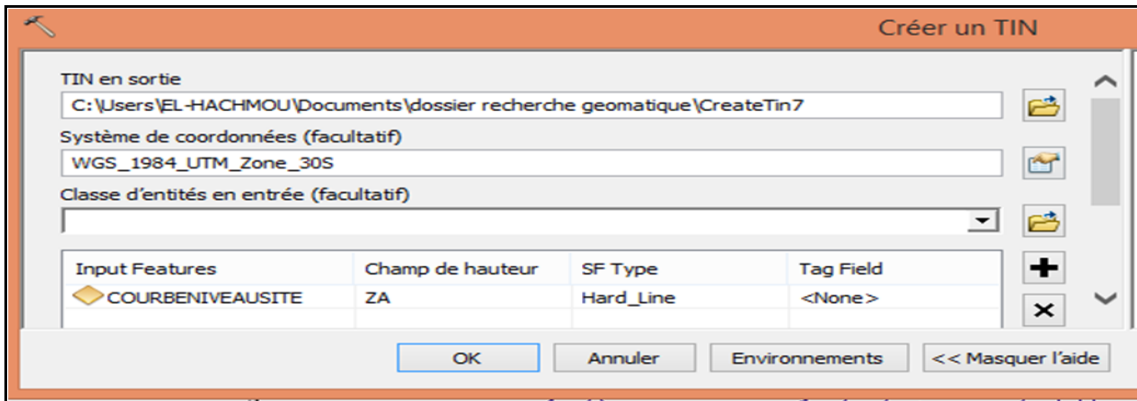 Créer un TIN
TIN en sortie
C:\Users\EL-HACHMOU\Documents\dossier recherche geomatique\CreateTin7
Système de coordonnées (facultatif)
WGS_1984_UTM_Zone_30S
Classe d'entités en entrée (facultatif)
Input Features Champ de hauteur SF Type Tag Field
COURBENIVEAUSITE ZA Hard_Line <None>
OK Annuler Environnements << Masquer l'aide